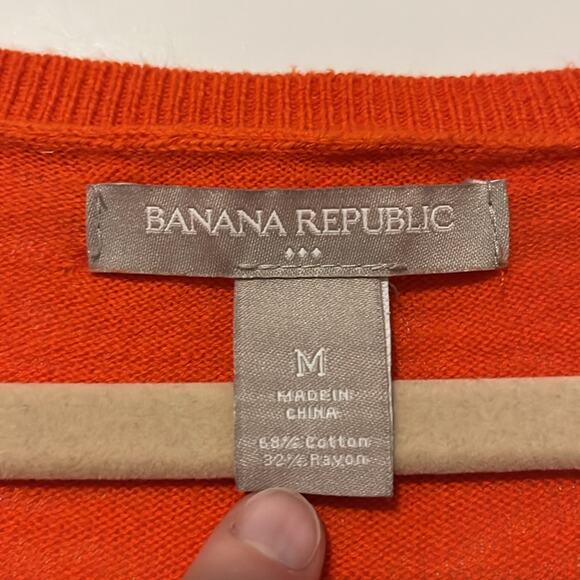 BANANA REPUBLIC
M
MADE IN
CHINA
68% Cotton
32% Rayon